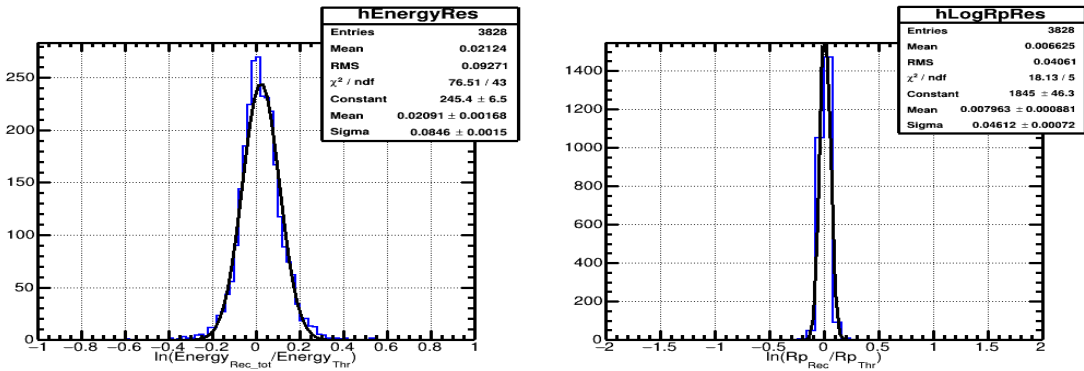 hEnergyRes
Entries 3828
Mean 0.02124
RMS 0.09271
χ² / ndf 76.51 / 43
Constant 245.4 ± 6.5
Mean 0.02091 ± 0.00168
Sigma 0.0846 ± 0.0015
250
200
150
100
50
0
−1 −0.8 −0.6 −0.4 −0.2 0 0.2 0.4 0.6 0.8 1
ln(Energy_Rec_tot/Energy_Thr)
hLogRpRes
Entries 3828
Mean 0.006625
RMS 0.04061
χ² / ndf 18.13 / 5
Constant 1845 ± 46.3
Mean 0.007963 ± 0.000881
Sigma 0.04612 ± 0.00072
1400
1200
1000
800
600
400
200
0
−2 −1.5 −1 −0.5 0 0.5 1 1.5 2
ln(Rp_Rec/Rp_Thr)